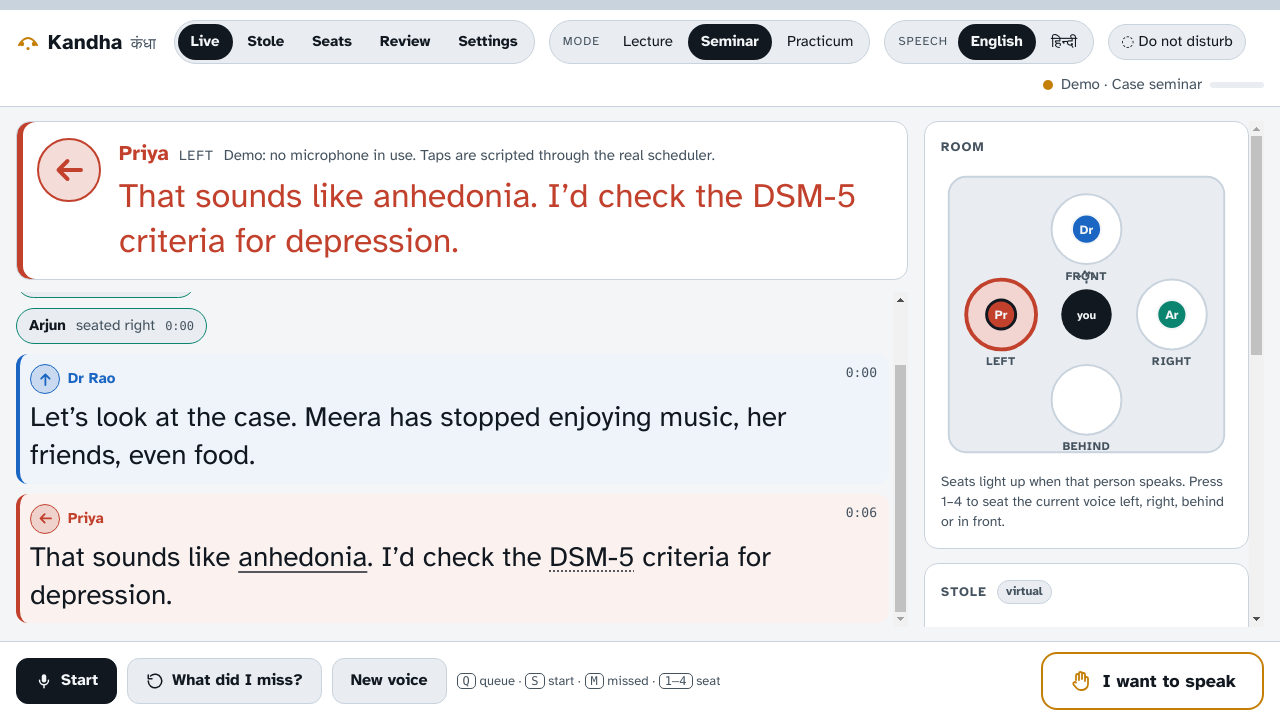 Kandha कंधा
Live Stole Seats Review Settings
MODE Lecture Seminar Practicum
SPEECH English हिन्दी
Do not disturb
Demo · Case seminar
Priya LEFT Demo: no microphone in use. Taps are scripted through the real scheduler.
That sounds like anhedonia. I’d check the DSM-5
criteria for depression.
Arjun seated right 0:00
Dr Rao 0:00
Let’s look at the case. Meera has stopped enjoying music, her
friends, even food.
Priya 0:06
That sounds like anhedonia. I’d check the DSM-5 criteria for
depression.
ROOM
Dr
FRONT
Pr you Ar
LEFT RIGHT
BEHIND
Seats light up when that person speaks. Press
1–4 to seat the current voice left, right, behind
or in front.
STOLE virtual
Start What did I miss? New voice Q queue · S start · M missed · 1–4 seat
I want to speak